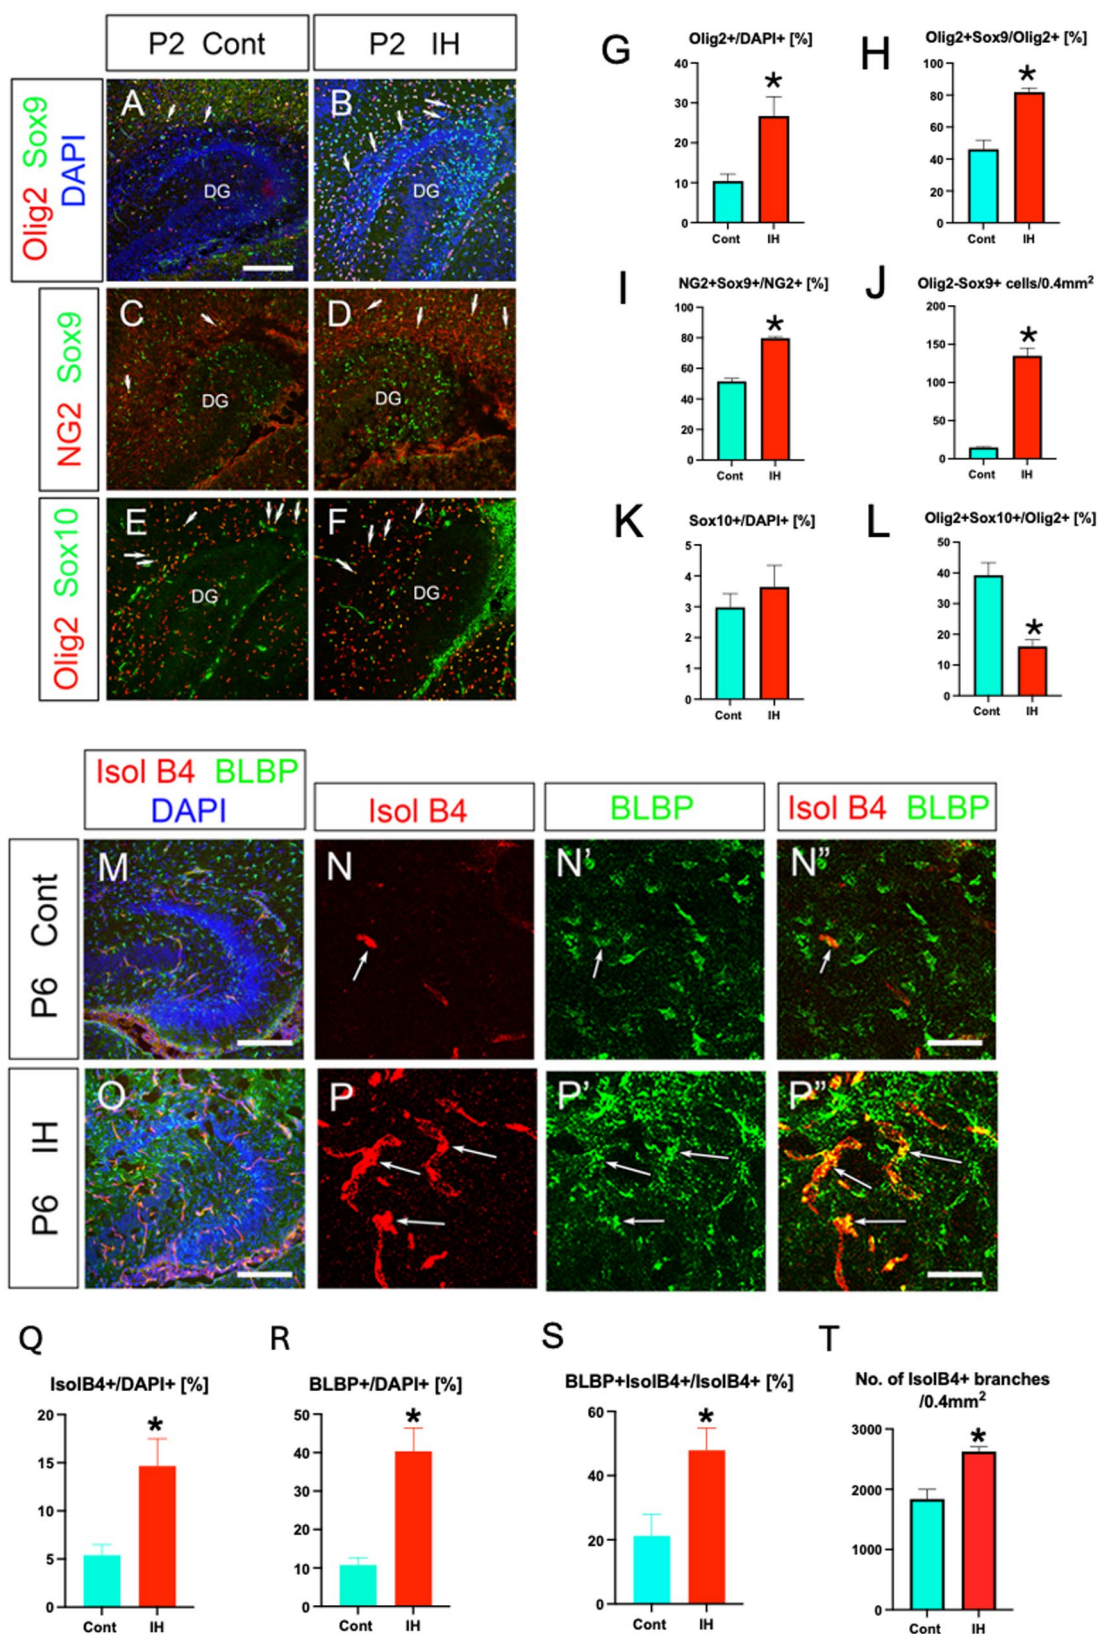 P2 Cont
P2 IH
Olig2 Sox9
DAPI
NG2 Sox9
Olig2 Sox10
A
DG
B
DG
C
DG
D
DG
E
DG
F
DG
G
Olig2+/DAPI+ [%]
40
30
20
10
0
Cont
IH
*
H
Olig2+Sox9/Olig2+ [%]
100
80
60
40
20
0
Cont
IH
*
I
NG2+Sox9+/NG2+ [%]
100
80
60
40
20
0
Cont
IH
*
J
Olig2-Sox9+ cells/0.4mm²
200
150
100
50
0
Cont
IH
*
K
Sox10+/DAPI+ [%]
5
4
3
2
1
0
Cont
IH
L
Olig2+Sox10+/Olig2+ [%]
50
40
30
20
10
0
Cont
IH
*
Isol B4 BLBP
DAPI
Isol B4
BLBP
Isol B4 BLBP
P6 Cont
M
N
N'
N"
P6 IH
O
P
P'
P"
Q
IsolB4+/DAPI+ [%]
20
15
10
5
0
Cont
IH
*
R
BLBP+/DAPI+ [%]
50
40
30
20
10
0
Cont
IH
*
S
BLBP+IsolB4+/IsolB4+ [%]
60
40
20
0
Cont
IH
*
T
No. of IsolB4+ branches
/0.4mm²
3000
2000
1000
0
Cont
IH
*